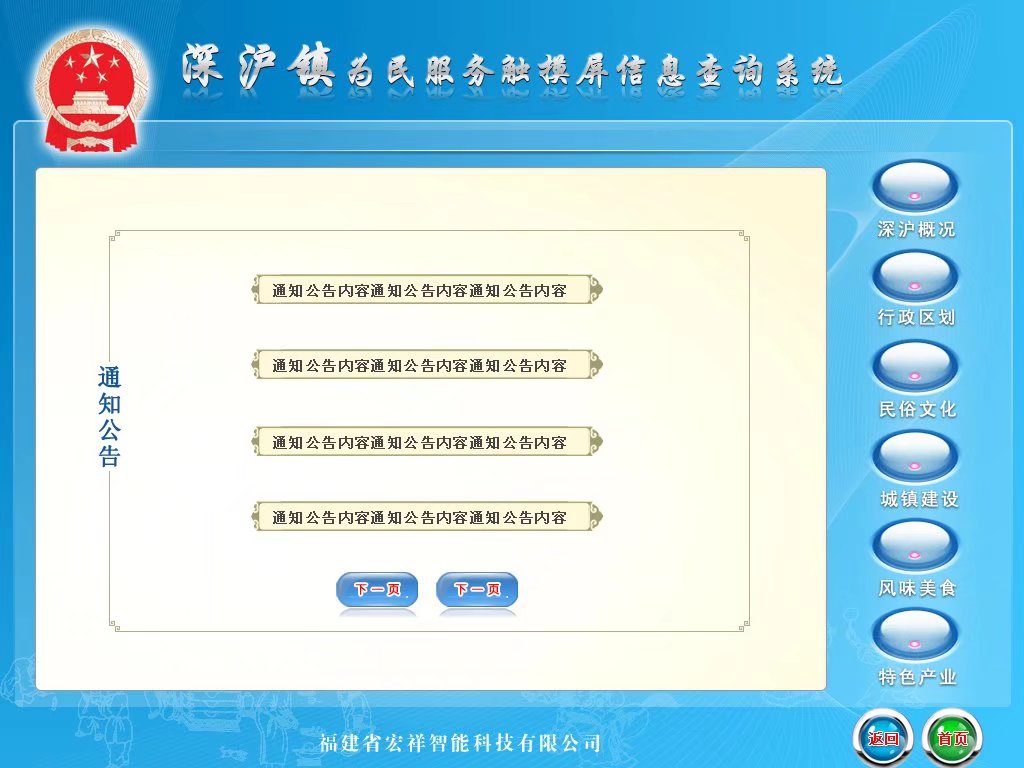 深沪镇为民服务触摸屏信息查询系统
通知公告
通知公告内容通知公告内容通知公告内容
通知公告内容通知公告内容通知公告内容
通知公告内容通知公告内容通知公告内容
通知公告内容通知公告内容通知公告内容
下一页
下一页
深沪概况
行政区划
民俗文化
城镇建设
风味美食
特色产业
福建省宏祥智能科技有限公司
返回
首页